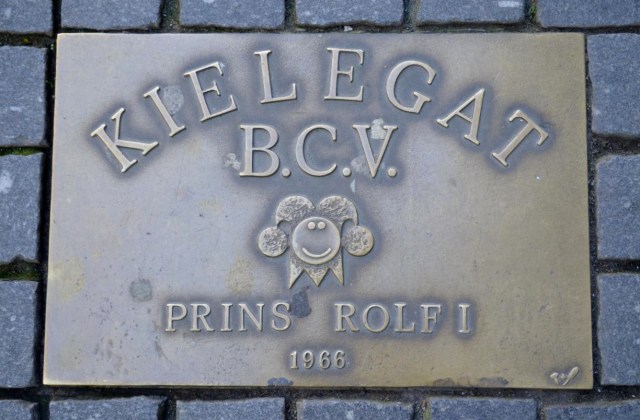 KIELEGAT
B.C.V.
PRINS ROLF I
1966